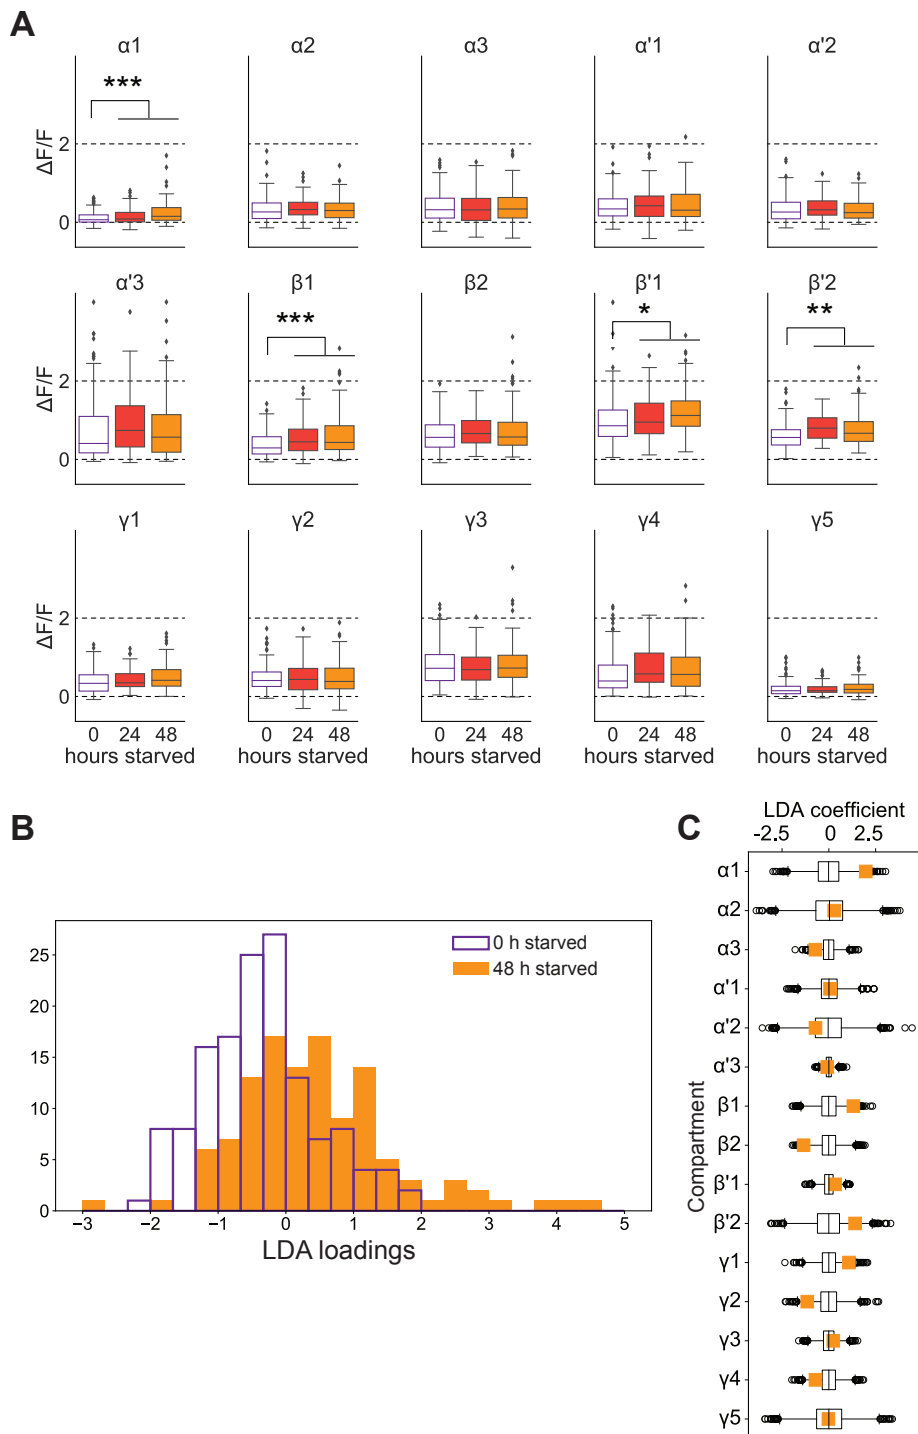 A
α1 α2 α3 α'1 α'2
***
ΔF/F
2
0
α'3 β1 β2 β'1 β'2
*** * **
ΔF/F
2
0
γ1 γ2 γ3 γ4 γ5
ΔF/F
2
0
0 24 48 0 24 48 0 24 48 0 24 48 0 24 48
hours starved hours starved hours starved hours starved hours starved
B
25
20
15
10
5
0
0 h starved
48 h starved
−3 −2 −1 0 1 2 3 4 5
LDA loadings
C
LDA coefficient
-2.5 0 2.5
Compartment
α1
α2
α3
α'1
α'2
α'3
β1
β2
β'1
β'2
γ1
γ2
γ3
γ4
γ5